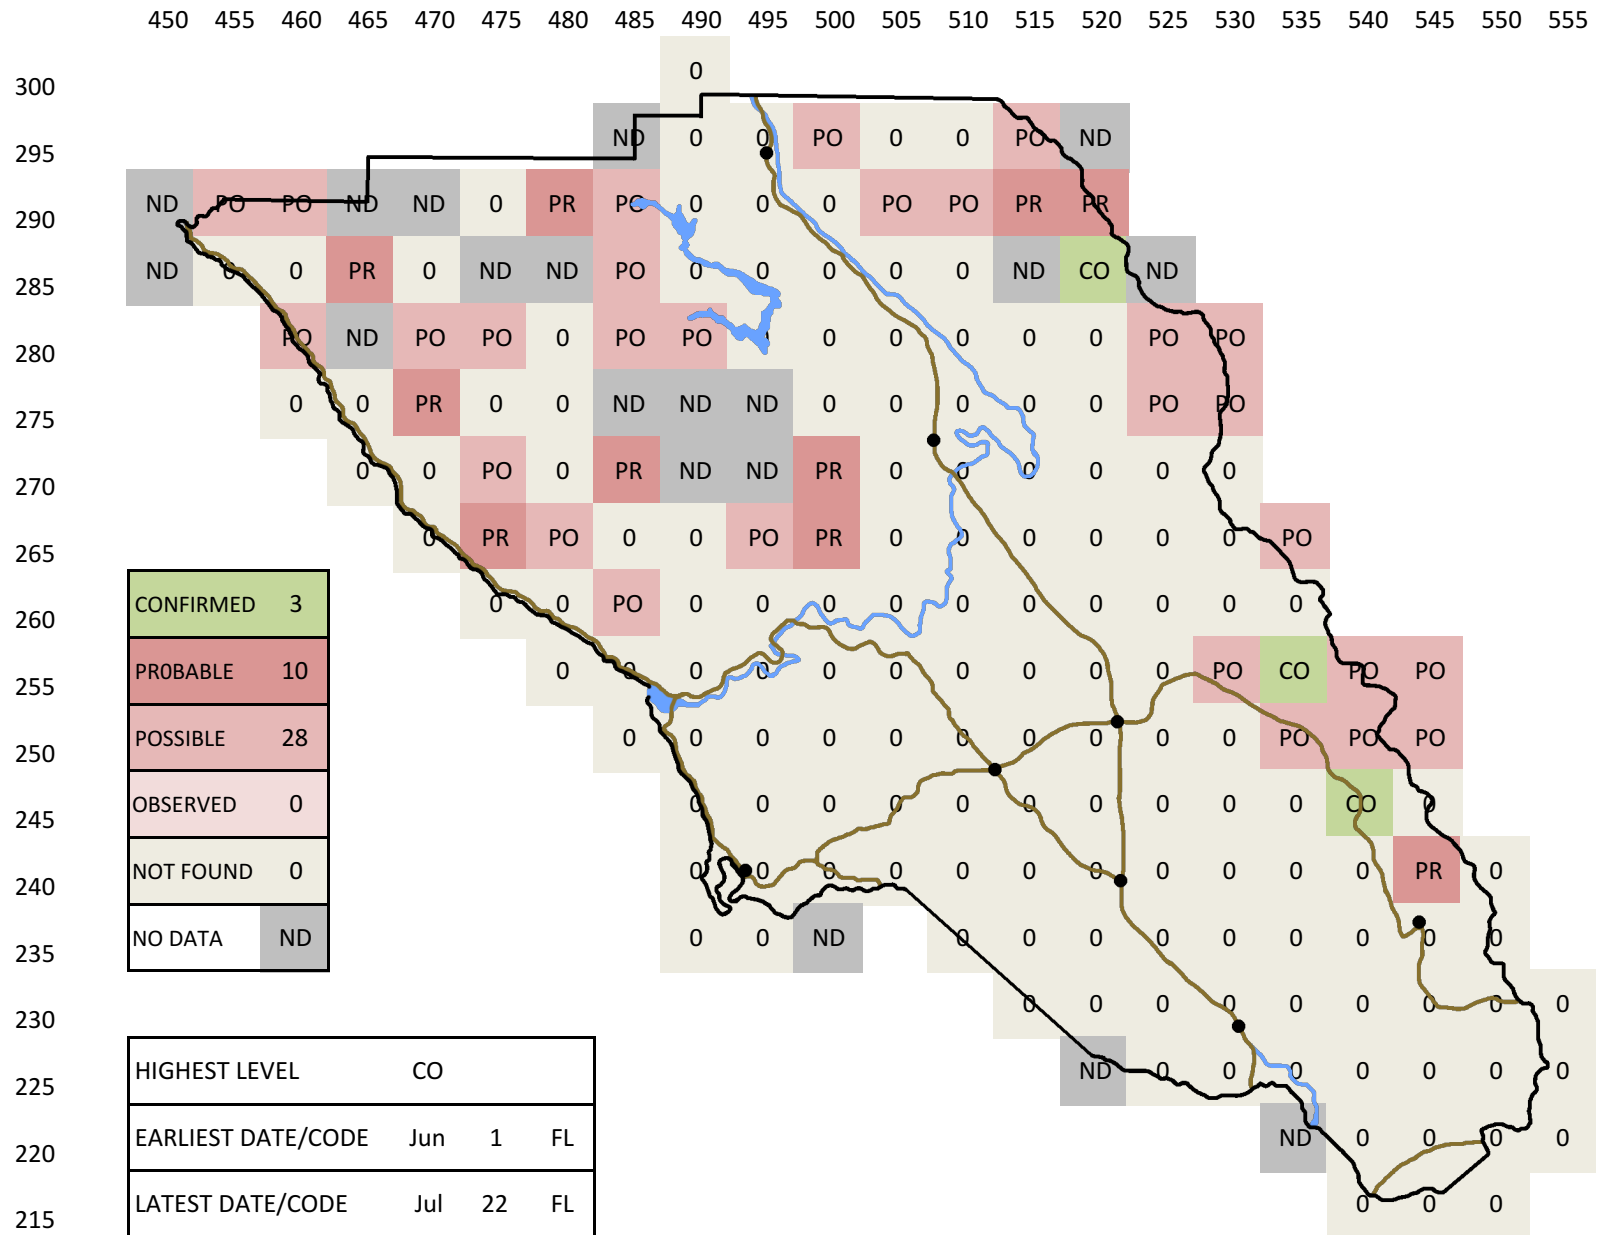 450 455 460 465 470 475 480 485 490 495 500 505 510 515 520 525 530 535 540 545 550 555
300 0
295 ND 0 0 PO 0 0 PO ND
290 ND PO PO ND ND 0 PR PO 0 0 0 PO PO PR PR
285 ND 0 0 PR 0 ND ND PO 0 0 0 0 0 ND CO ND
280 PO ND PO PO 0 PO PO 0 0 0 0 0 0 PO PO
275 0 0 PR 0 0 ND ND ND 0 0 0 0 0 PO PO
270 0 0 PO 0 PR ND ND PR 0 0 0 0 0 0
265 0 PR PO 0 0 PO PR 0 0 0 0 0 0 PO
260 CONFIRMED 3 0 0 PO 0 0 0 0 0 0 0 0 0 0
255 PR0BABLE 10 0 0 0 0 0 0 0 0 0 0 PO CO PO PO
250 POSSIBLE 28 0 0 0 0 0 0 0 0 0 0 PO PO PO
245 OBSERVED 0 0 0 0 0 0 0 0 0 0 0 CO 0
240 NOT FOUND 0 0 0 0 0 0 0 0 0 0 0 0 PR 0
235 NO DATA ND 0 0 ND 0 0 0 0 0 0 0 0 0
230 0 0 0 0 0 0 0 0 0
225 HIGHEST LEVEL CO ND 0 0 0 0 0 0 0
220 EARLIEST DATE/CODE Jun 1 FL ND 0 0 0 0
215 LATEST DATE/CODE Jul 22 FL 0 0 0